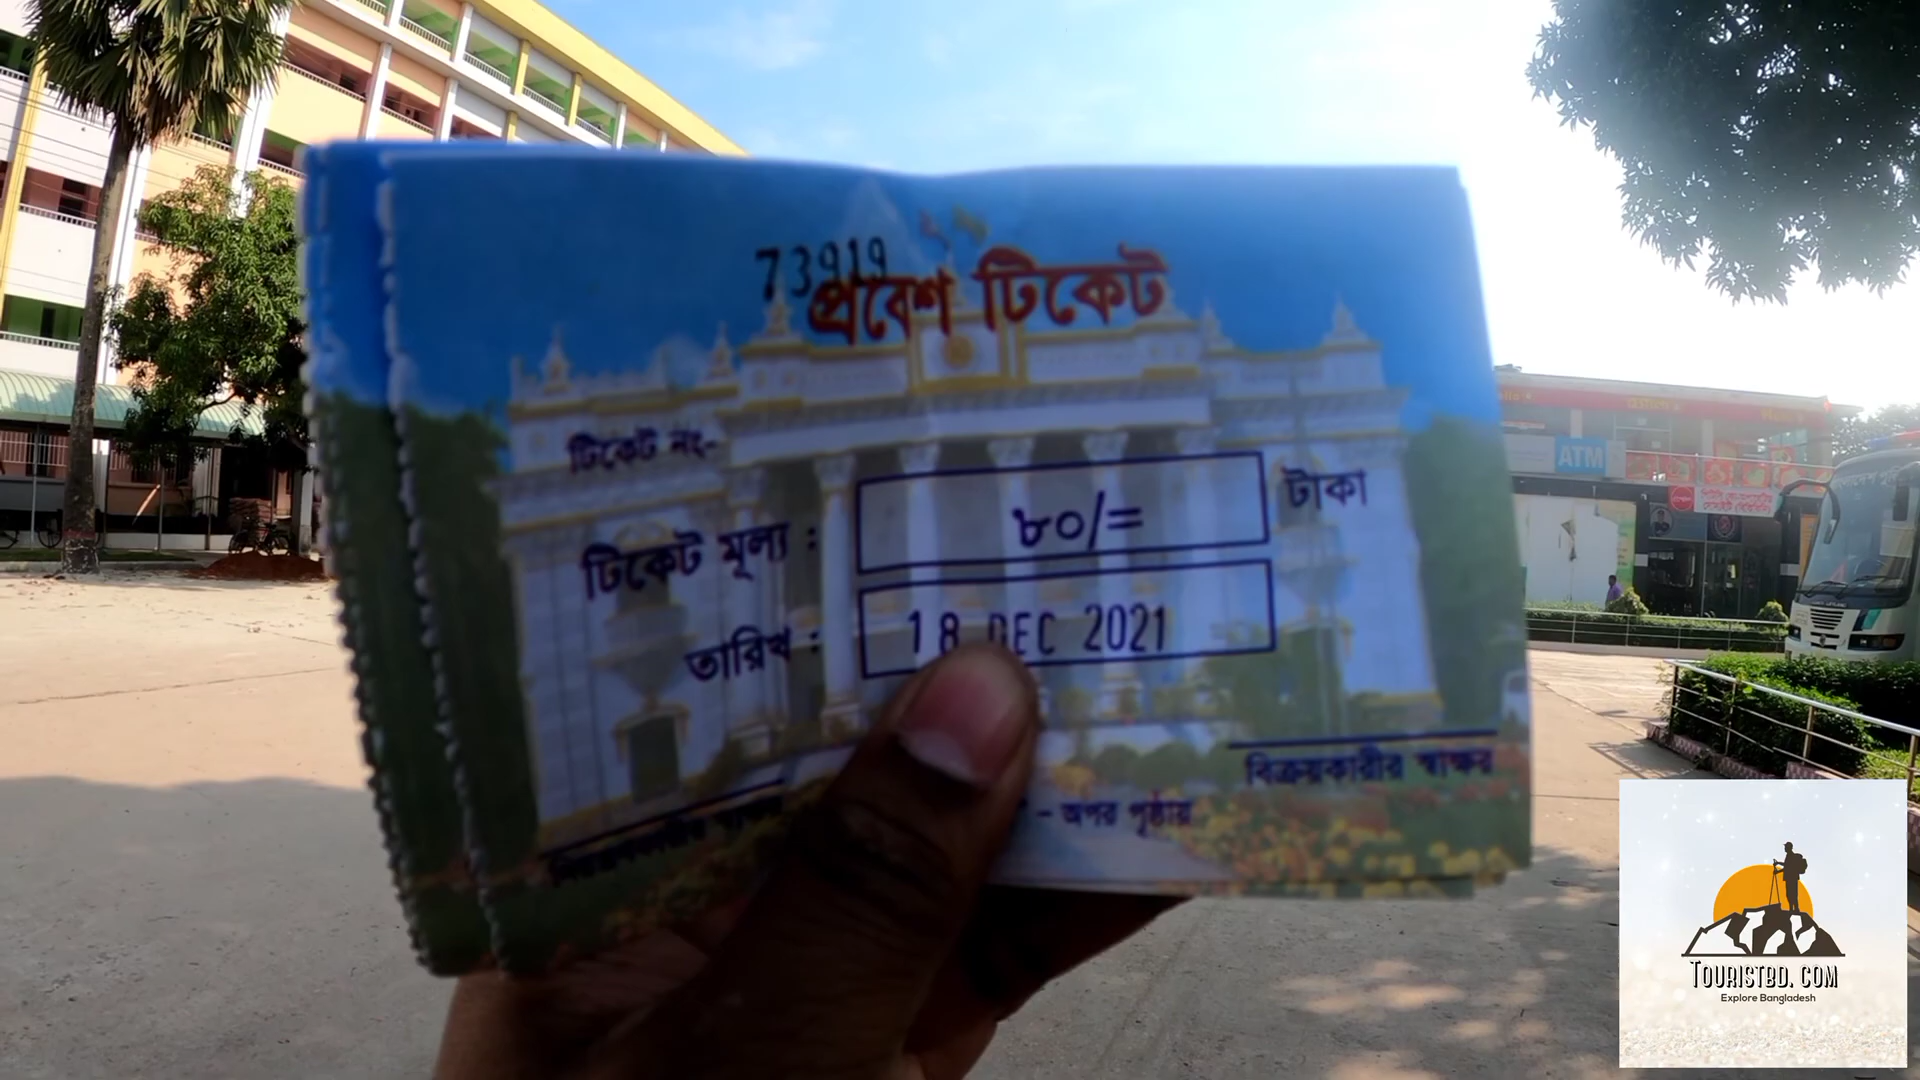 73919
প্রবেশ টিকেট
টিকেট নং-
টিকেট মূল্য : ৮০/= টাকা
তারিখ : 18 DEC 2021
বিক্রয়কারীর স্বাক্ষর
- অপর পৃষ্ঠায়
ATM
TOURISTBD.COM
Explore Bangladesh